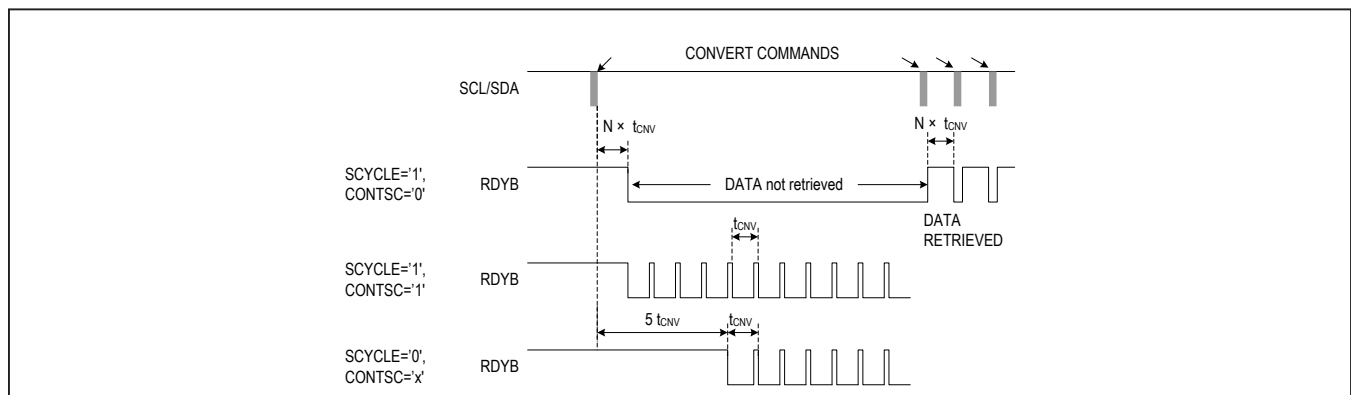 CONVERT COMMANDS
SCL/SDA
N × tCNV
N × tCNV
SCYCLE='1',
CONTSC='0'
RDYB
DATA not retrieved
DATA
RETRIEVED
tCNV
SCYCLE='1',
CONTSC='1'
RDYB
5 tCNV
tCNV
SCYCLE='0',
CONTSC='x'
RDYB